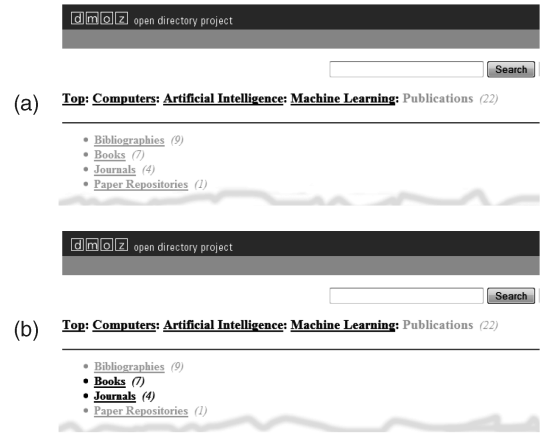 dmoz open directory project
Search
(a) Top: Computers: Artificial Intelligence: Machine Learning: Publications (22)
• Bibliographies (9)
• Books (7)
• Journals (4)
• Paper Repositories (1)
dmoz open directory project
Search
(b) Top: Computers: Artificial Intelligence: Machine Learning: Publications (22)
• Bibliographies (9)
• Books (7)
• Journals (4)
• Paper Repositories (1)